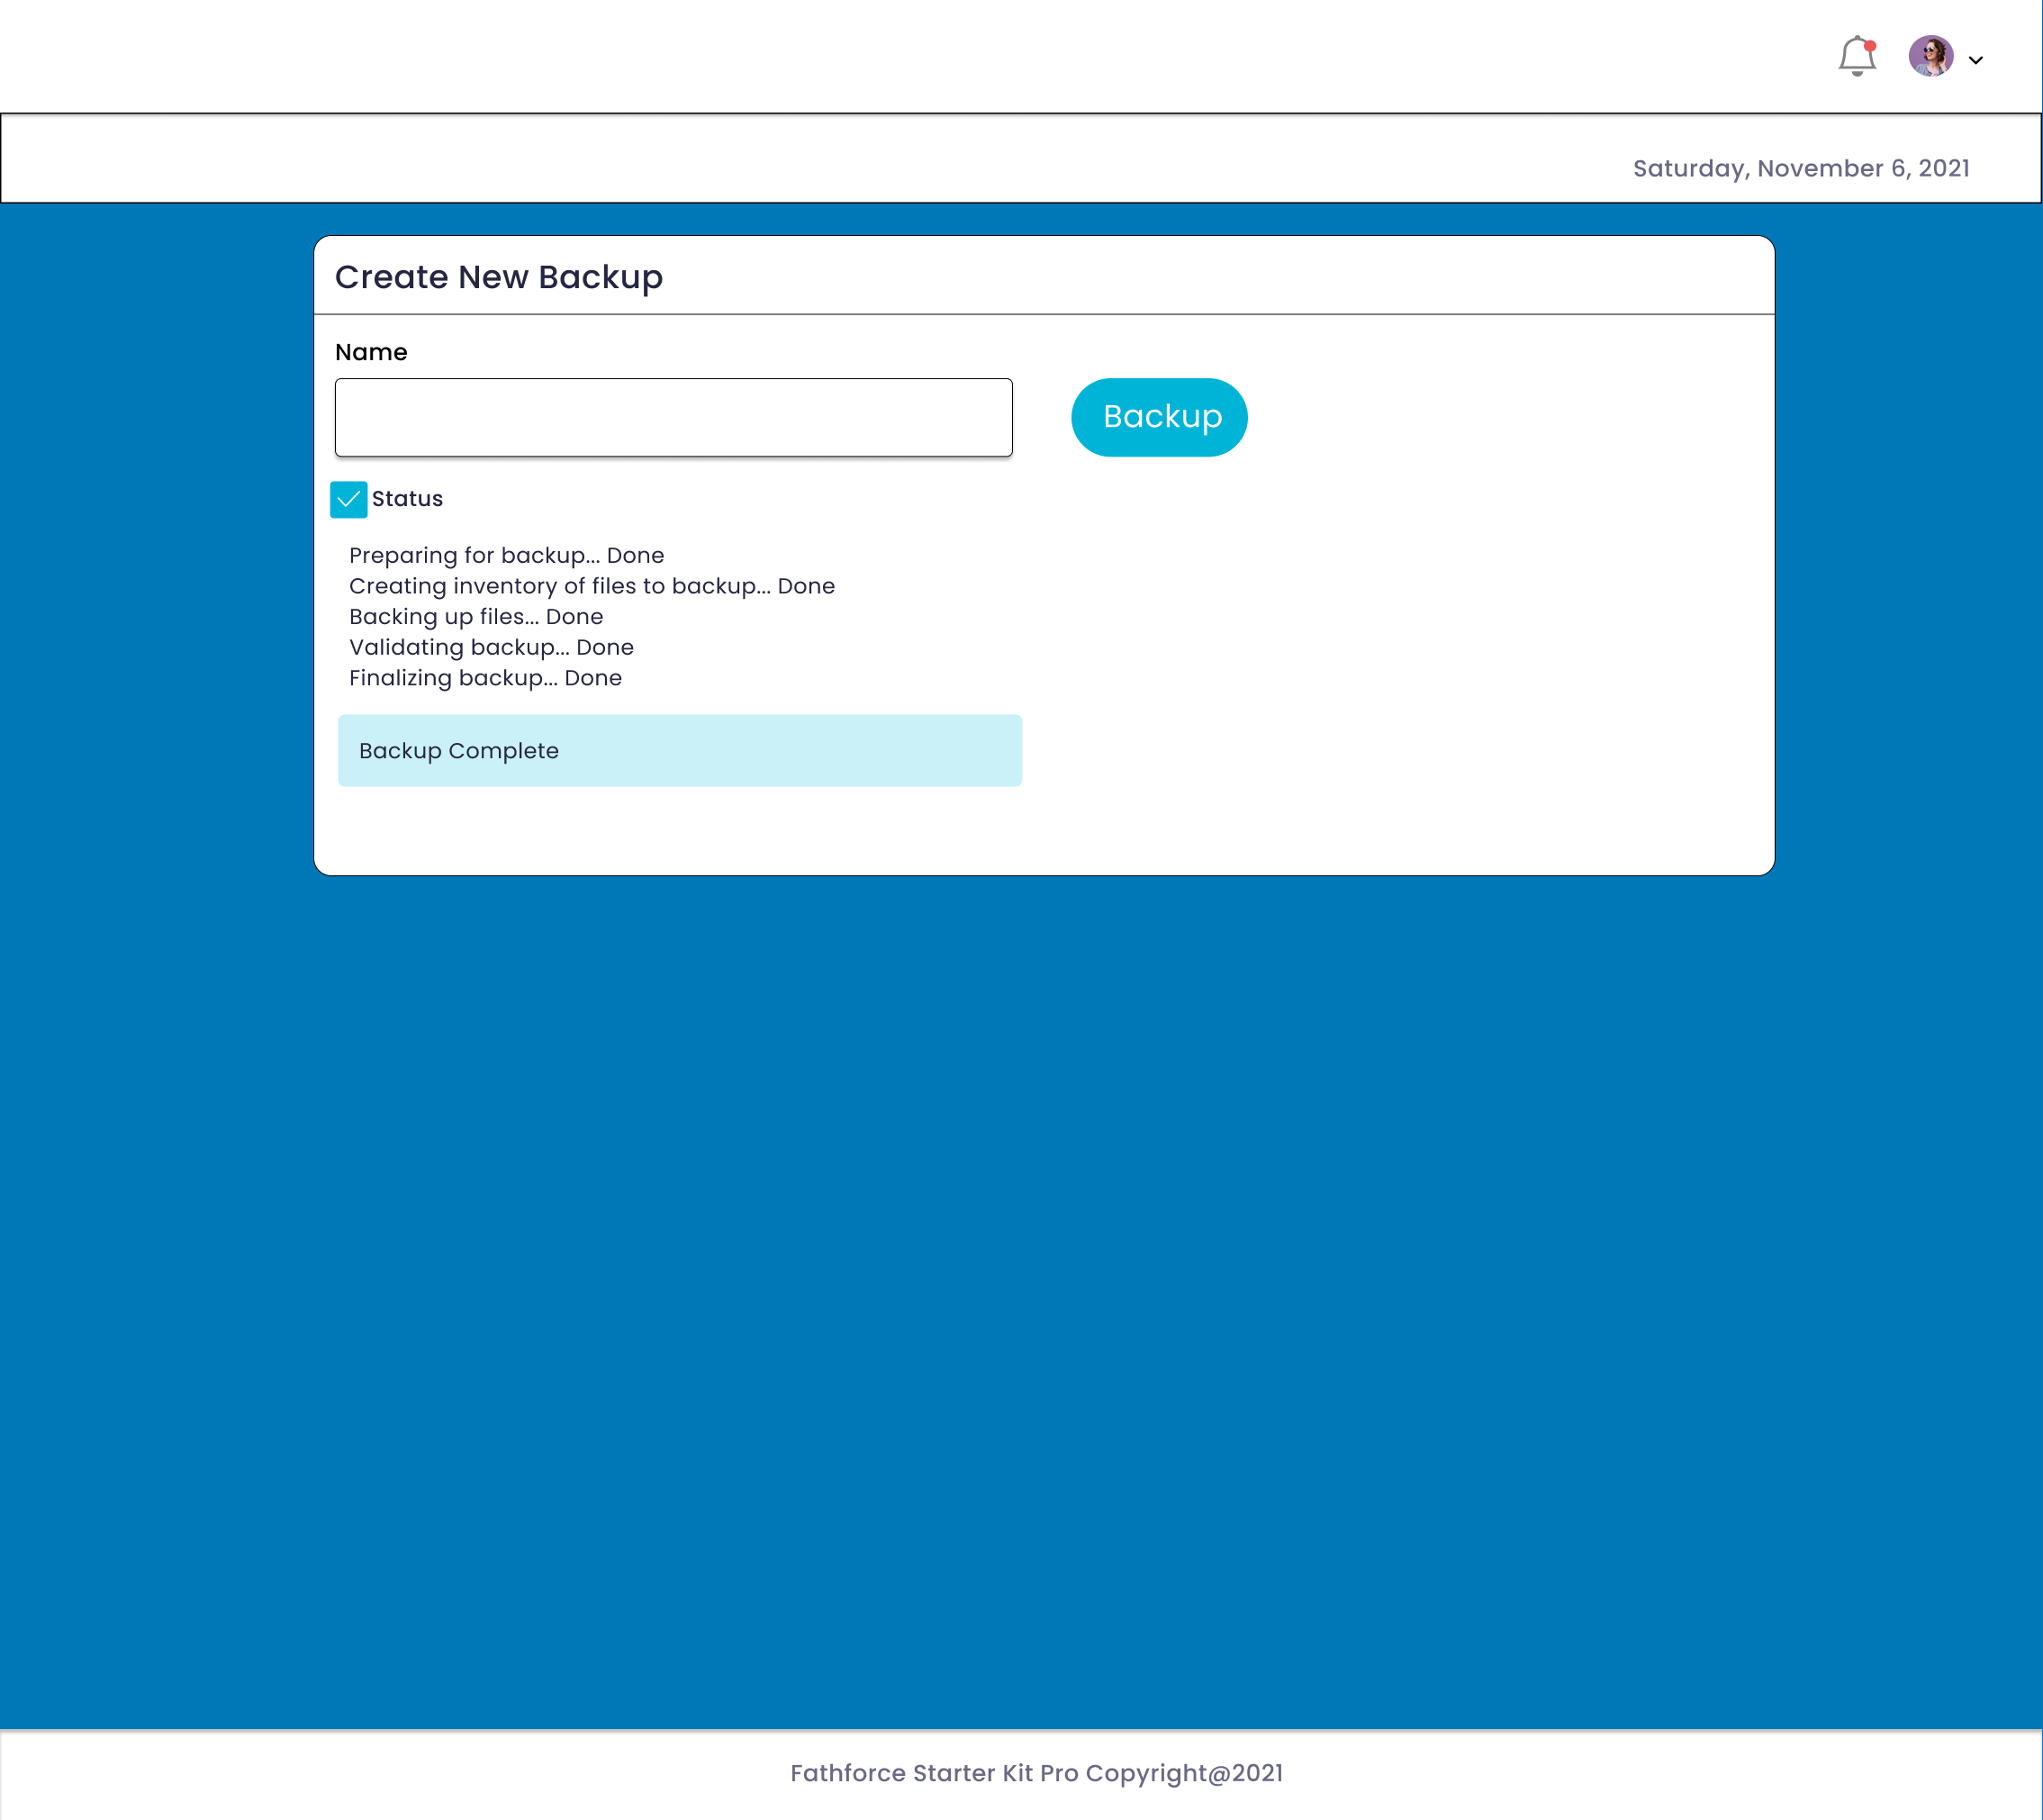 Saturday, November 6, 2021
Create New Backup
Name
Backup
Status
Preparing for backup... Done
Creating inventory of files to backup... Done
Backing up files... Done
Validating backup... Done
Finalizing backup... Done
Backup Complete
Fathforce Starter Kit Pro Copyright@2021